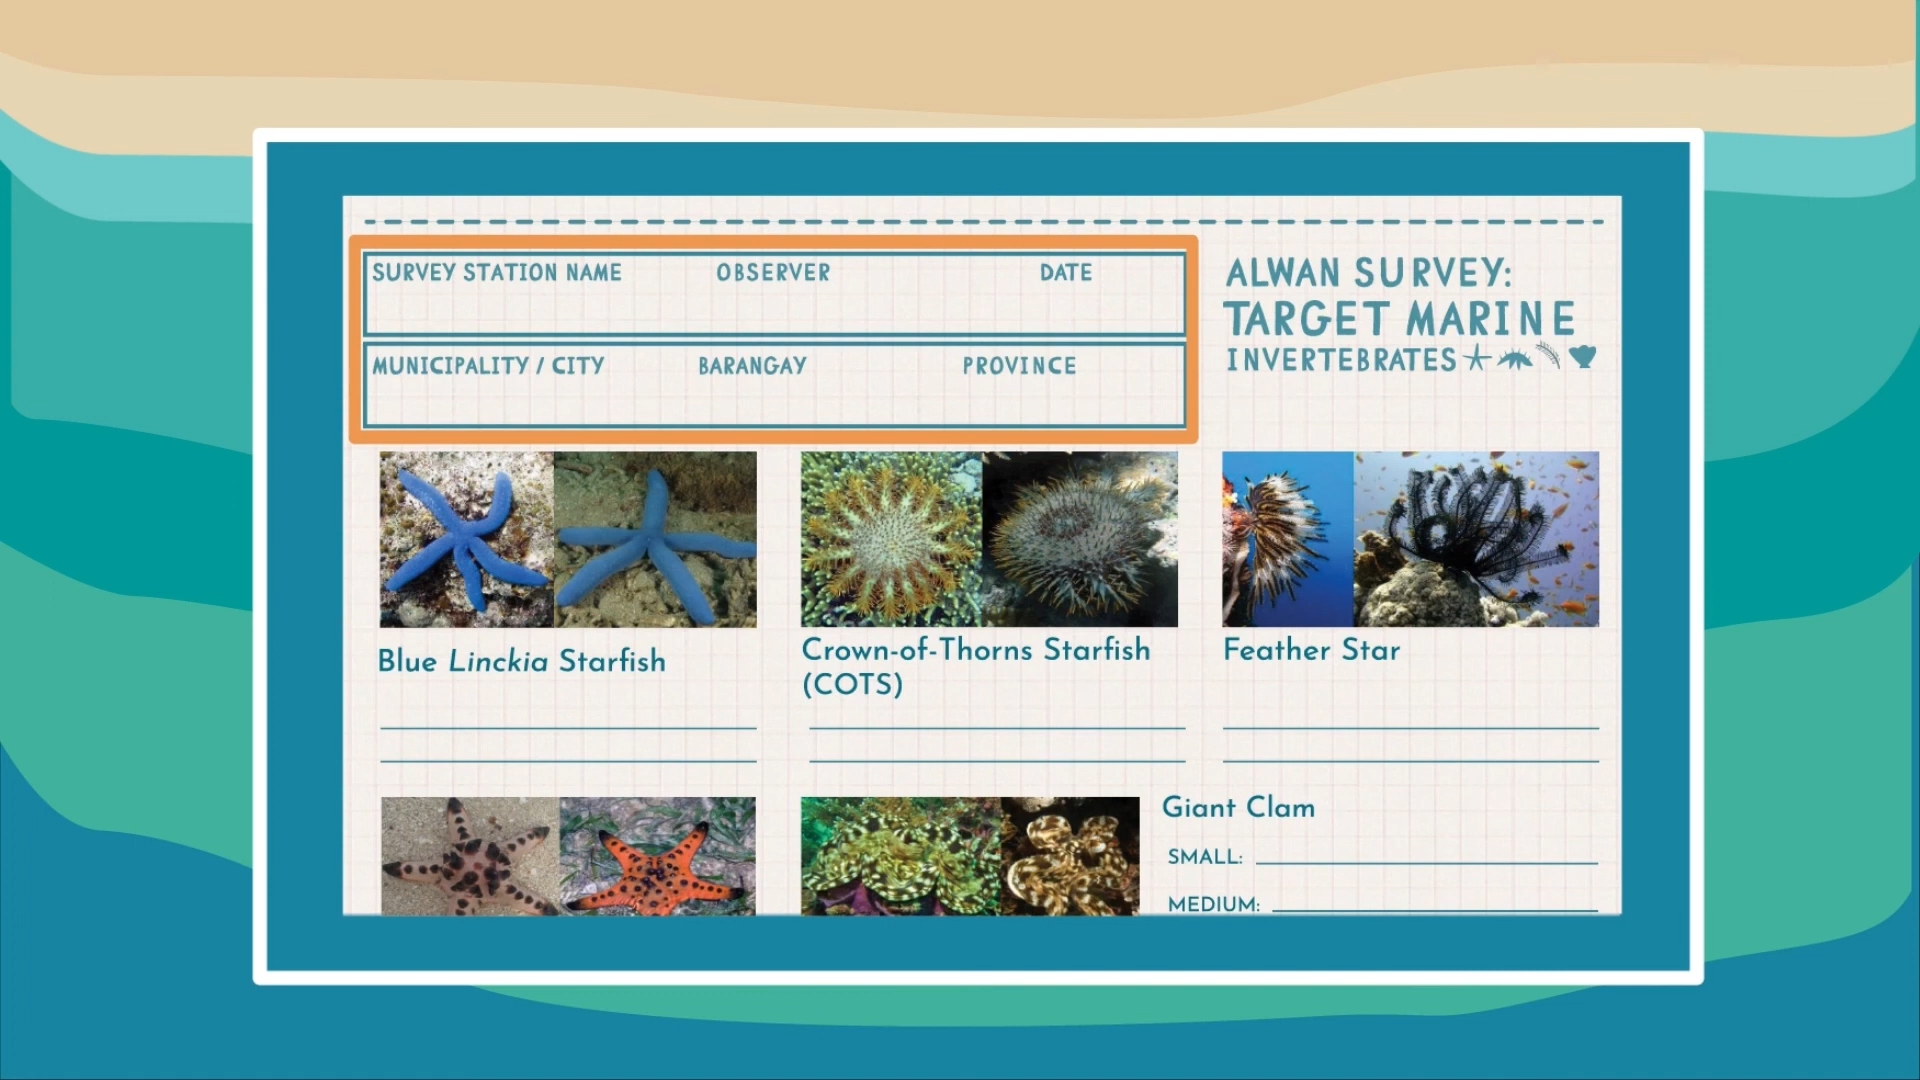 SURVEY STATION NAME OBSERVER DATE
MUNICIPALITY / CITY BARANGAY PROVINCE
ALWAN SURVEY:
TARGET MARINE
INVERTEBRATES
Blue Linckia Starfish
Crown-of-Thorns Starfish
(COTS)
Feather Star
Giant Clam
SMALL:
MEDIUM: